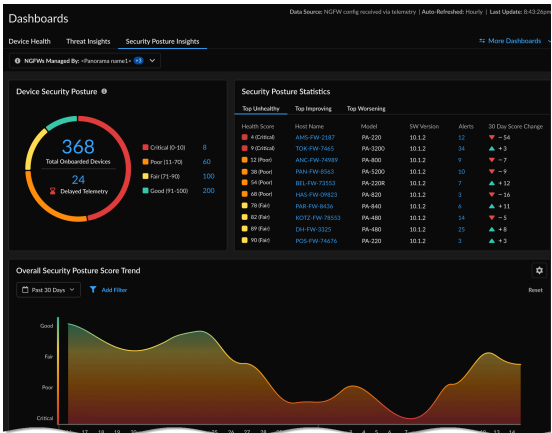 Dashboards
Data Source: NGFW config received via telemetry | Auto-Refreshed: Hourly | Last Update: 8:43:26pm
Device Health Threat Insights Security Posture Insights
More Dashboards
NGFWs Managed By: <Panorama name1> +3
Device Security Posture
368
Total Onboarded Devices
24
Delayed Telemetry
Critical (0-10) 8
Poor (11-70) 60
Fair (71-90) 100
Good (91-100) 200
Security Posture Statistics
Top Unhealthy Top Improving Top Worsening
Health Score Host Name Model SW Version Alerts 30 Day Score Change
4 (Critical) AMS-FW-2187 PA-220 10.1.2 12 - 54
9 (Critical) TOK-FW-7465 PA-3200 10.1.2 34 + 3
12 (Poor) ANC-FW-74989 PA-800 10.1.2 9 - 7
38 (Poor) PAN-FW-8563 PA-5200 10.1.2 10 - 9
54 (Poor) BEL-FW-73553 PA-220R 10.1.2 7 + 12
68 (Poor) HAS-FW-09823 PA-820 10.1.2 3 - 16
78 (Fair) PAR-FW-8436 PA-840 10.1.2 6 + 11
82 (Fair) KOTZ-FW-78553 PA-480 10.1.2 14 - 5
89 (Fair) DH-FW-3325 PA-480 10.1.2 25 + 8
90 (Fair) POS-FW-74676 PA-220 10.1.2 3 + 3
Overall Security Posture Score Trend
Past 30 Days Add Filter Reset
Good
Fair
Poor
Critical